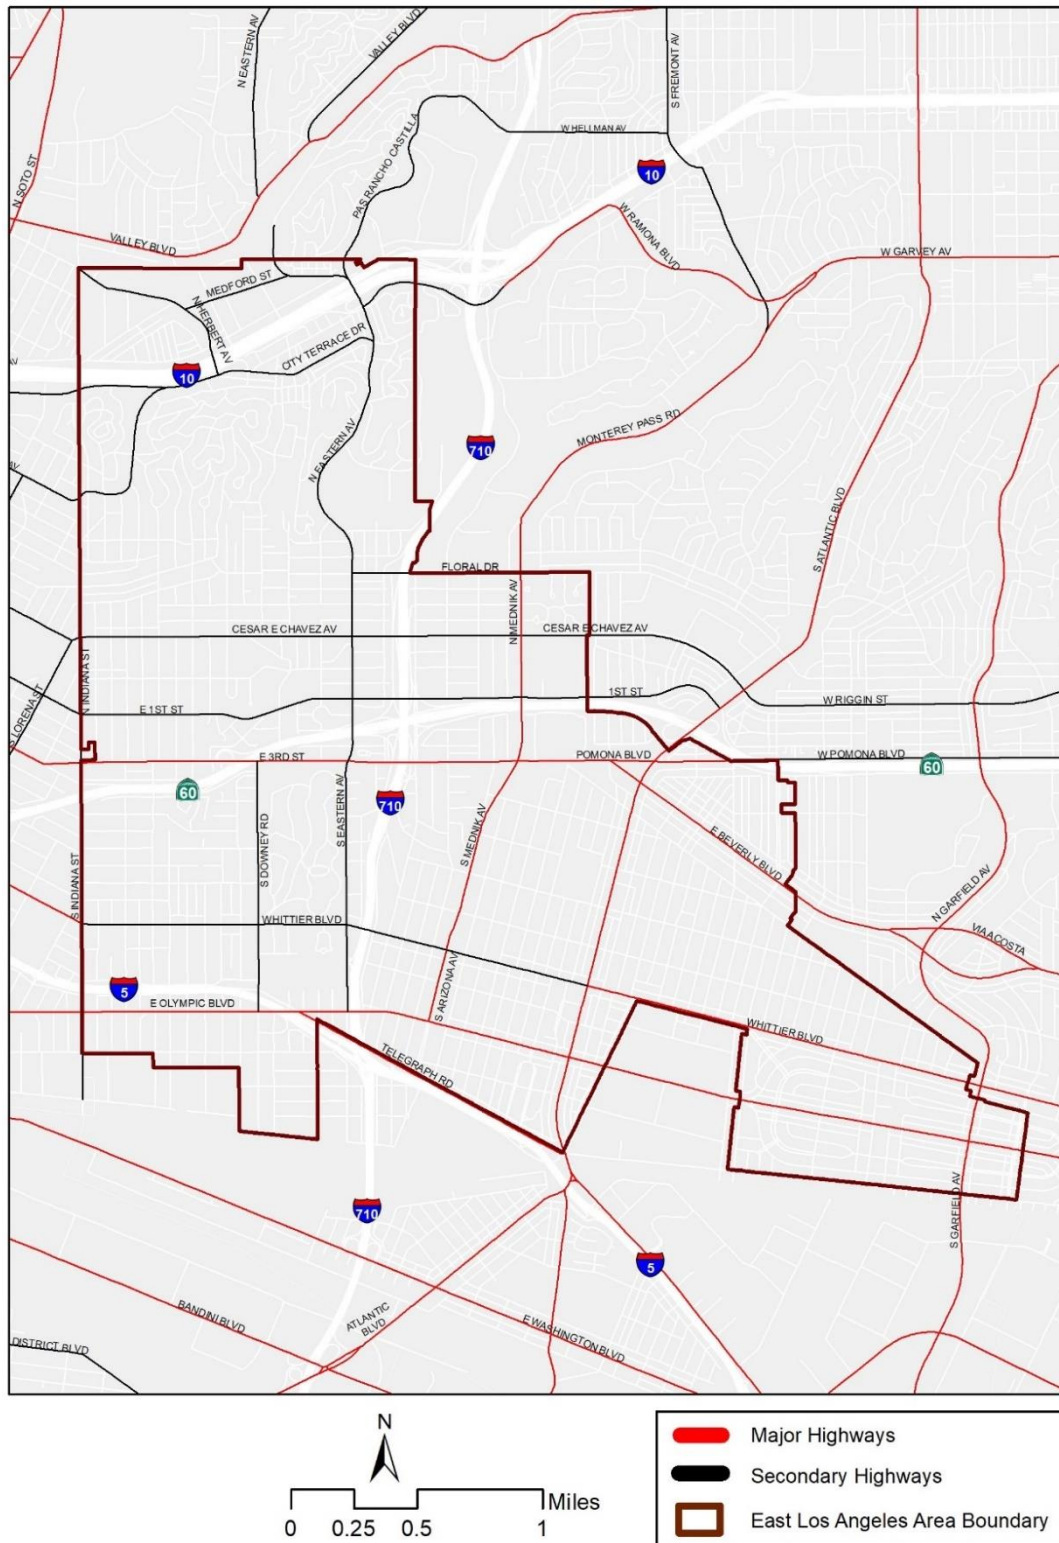 N EASTERN AV
VALLEY BLVD
S FREMONT AV
W HELLMAN AV
PAS RANCHO CASTILLA
N SOTO ST
10
W RAMONA BLVD
VALLEY BLVD
W GARVEY AV
MEDFORD ST
N HERBERT AV
CITY TERRACE DR
AV
10
MONTEREY PASS RD
N EASTERN AV
710
AV
S ATLANTIC BLVD
FLORAL DR
N MEDNIK AV
CESAR E CHAVEZ AV
CESAR E CHAVEZ AV
N INDIANA ST
S LORENA ST
E 1ST ST
1ST ST
W RIGGIN ST
E 3RD ST
POMONA BLVD
W POMONA BLVD
60
60
710
S EASTERN AV
S MEDNIK AV
S DOWNEY RD
E BEVERLY BLVD
S INDIANA ST
N GARFIELD AV
WHITTIER BLVD
VIA ACOSTA
5
S ARIZONA AV
E OLYMPIC BLVD
WHITTIER BLVD
TELEGRAPH RD
S GARFIELD AV
710
5
BANDINI BLVD
ATLANTIC
BLVD
E WASHINGTON BLVD
DISTRICT BLVD
N
Miles
0 0.25 0.5 1
Major Highways
Secondary Highways
East Los Angeles Area Boundary